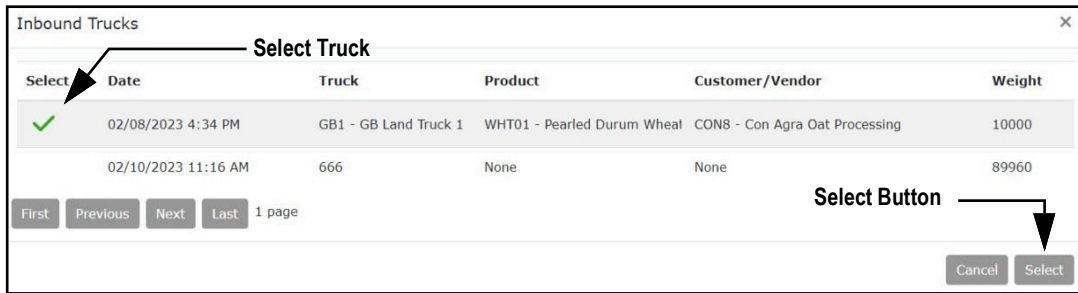 Inbound Trucks ×
Select Truck
Select Date Truck Product Customer/Vendor Weight
02/08/2023 4:34 PM GB1 - GB Land Truck 1 WHT01 - Pearled Durum Wheat CON8 - Con Agra Oat Processing 10000
02/10/2023 11:16 AM 666 None None 89960
Select Button
First Previous Next Last 1 page
Cancel Select